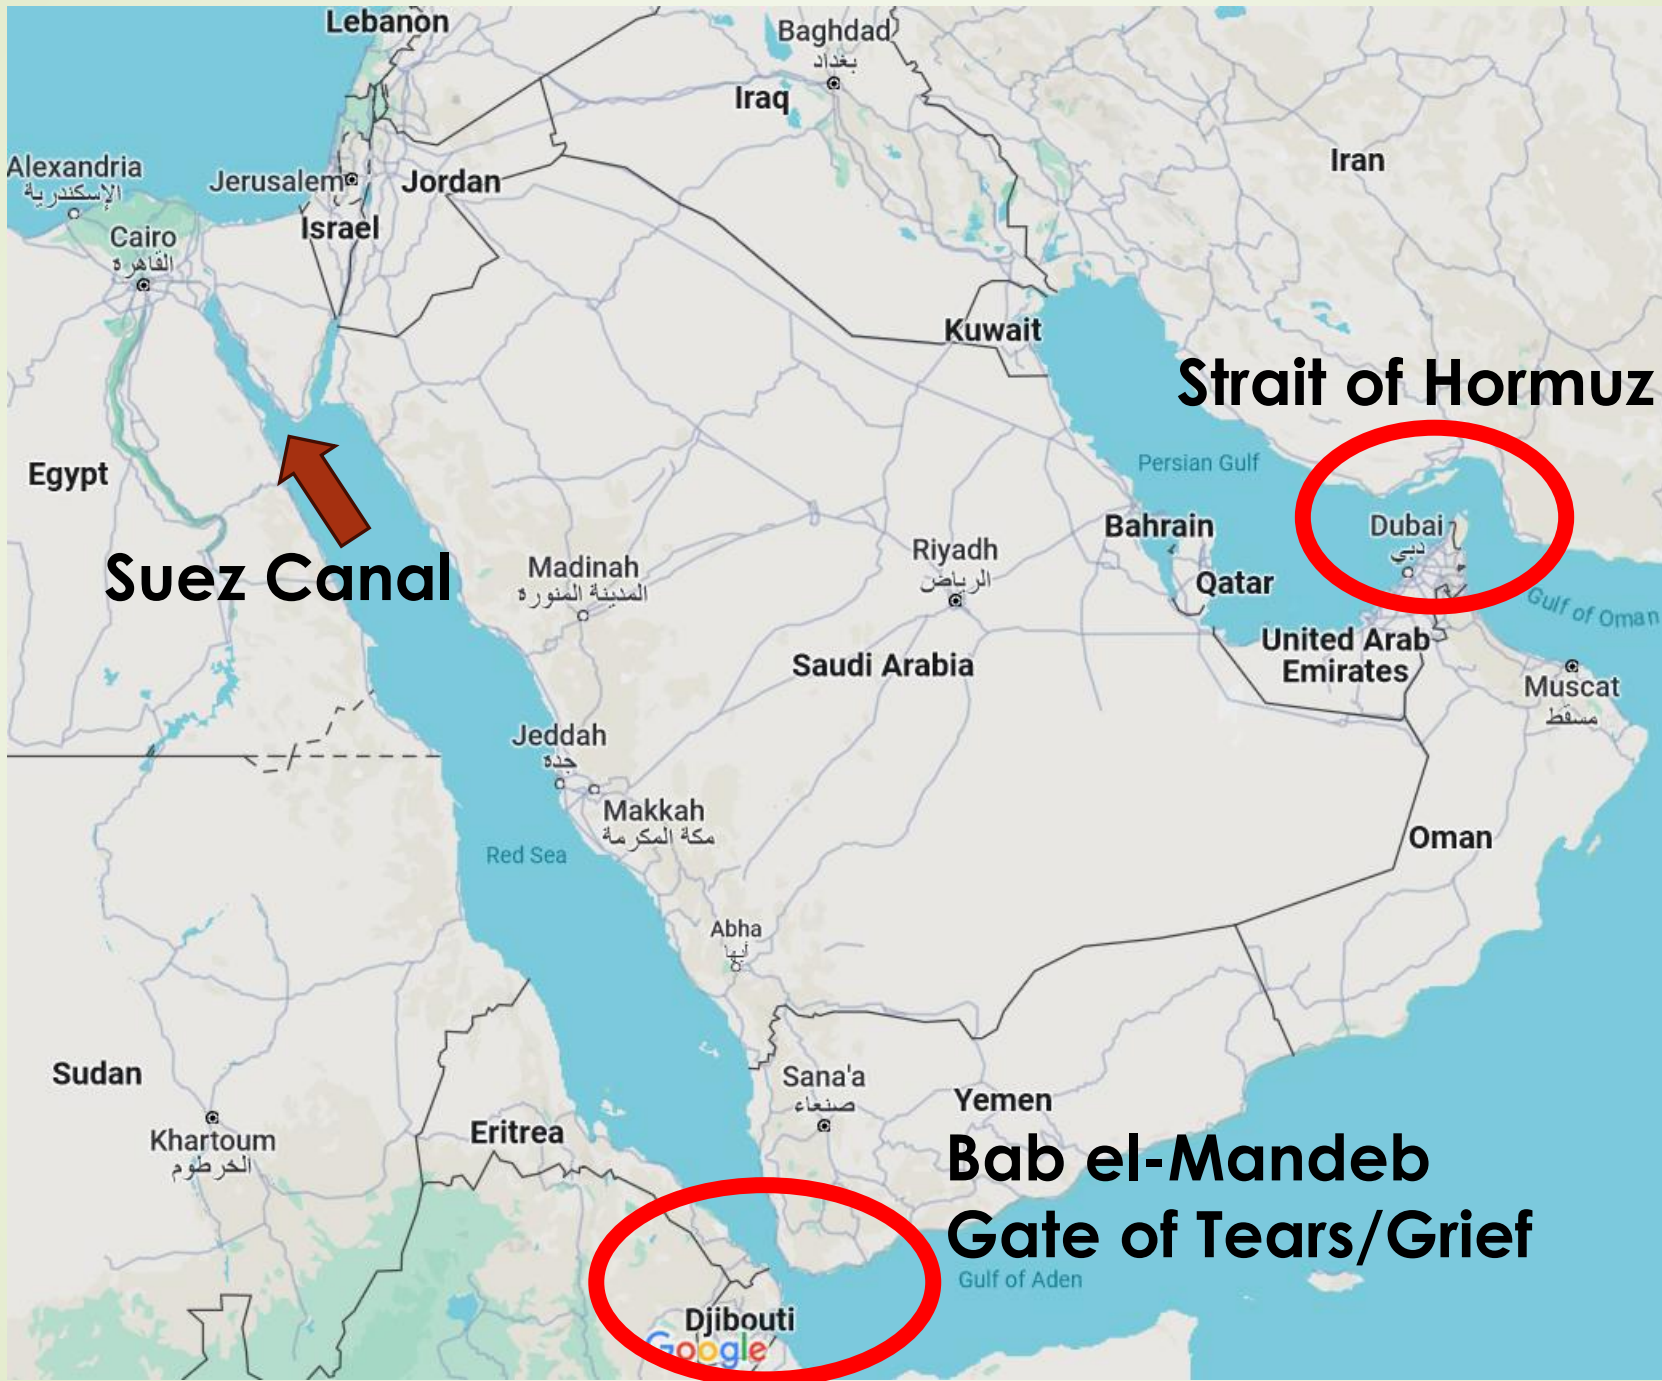 Lebanon
Baghdad
بغداد
Iraq
Iran
Alexandria
الإسكندرية
Jerusalem
Jordan
Israel
Cairo
القاهرة
Kuwait
Strait of Hormuz
Persian Gulf
Egypt
Bahrain
Dubai
دبي
Suez Canal
Madinah
المدينة المنورة
Riyadh
الرياض
Qatar
Gulf of Oman
United Arab
Emirates
Saudi Arabia
Muscat
مسقط
Jeddah
جدة
Makkah
مكة المكرمة
Oman
Red Sea
Abha
أبها
Sudan
Sana'a
صنعاء
Yemen
Khartoum
الخرطوم
Eritrea
Bab el-Mandeb
Gate of Tears/Grief
Gulf of Aden
Djibouti
Google